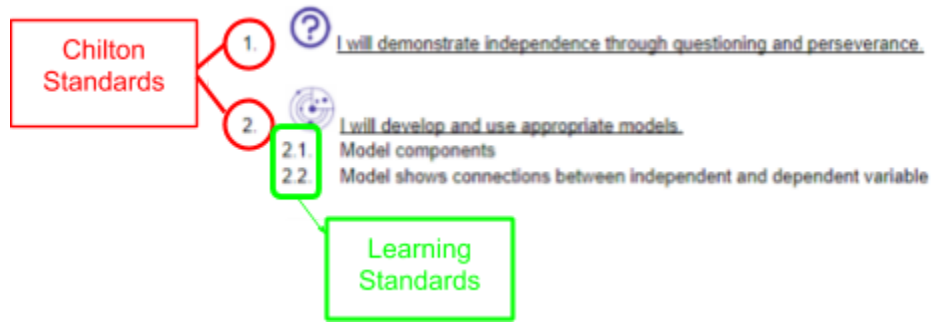 Chilton
Standards
1. I will demonstrate independence through questioning and perseverance.
2. I will develop and use appropriate models.
2.1. Model components
2.2. Model shows connections between independent and dependent variable
Learning
Standards